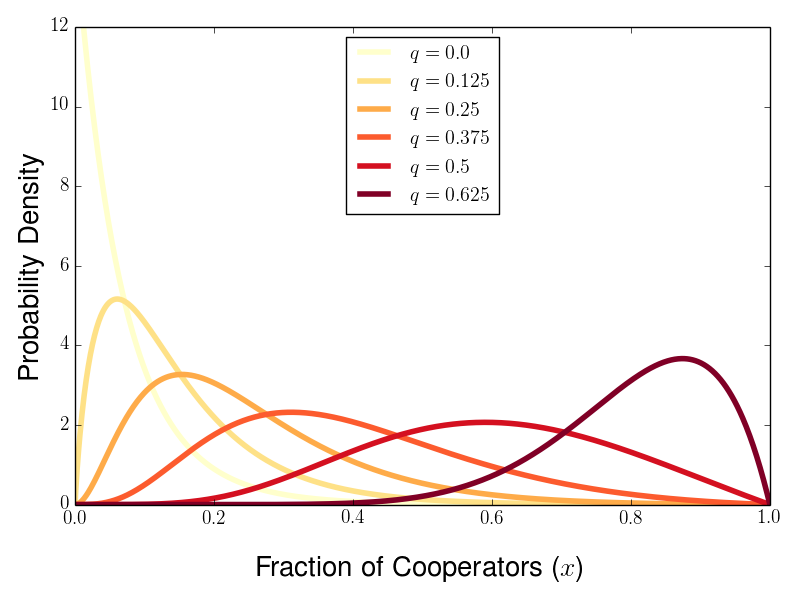 12
10
8
6
4
2
0
Probability Density
q = 0.0
q = 0.125
q = 0.25
q = 0.375
q = 0.5
q = 0.625
0.0 0.2 0.4 0.6 0.8 1.0
Fraction of Cooperators (x)